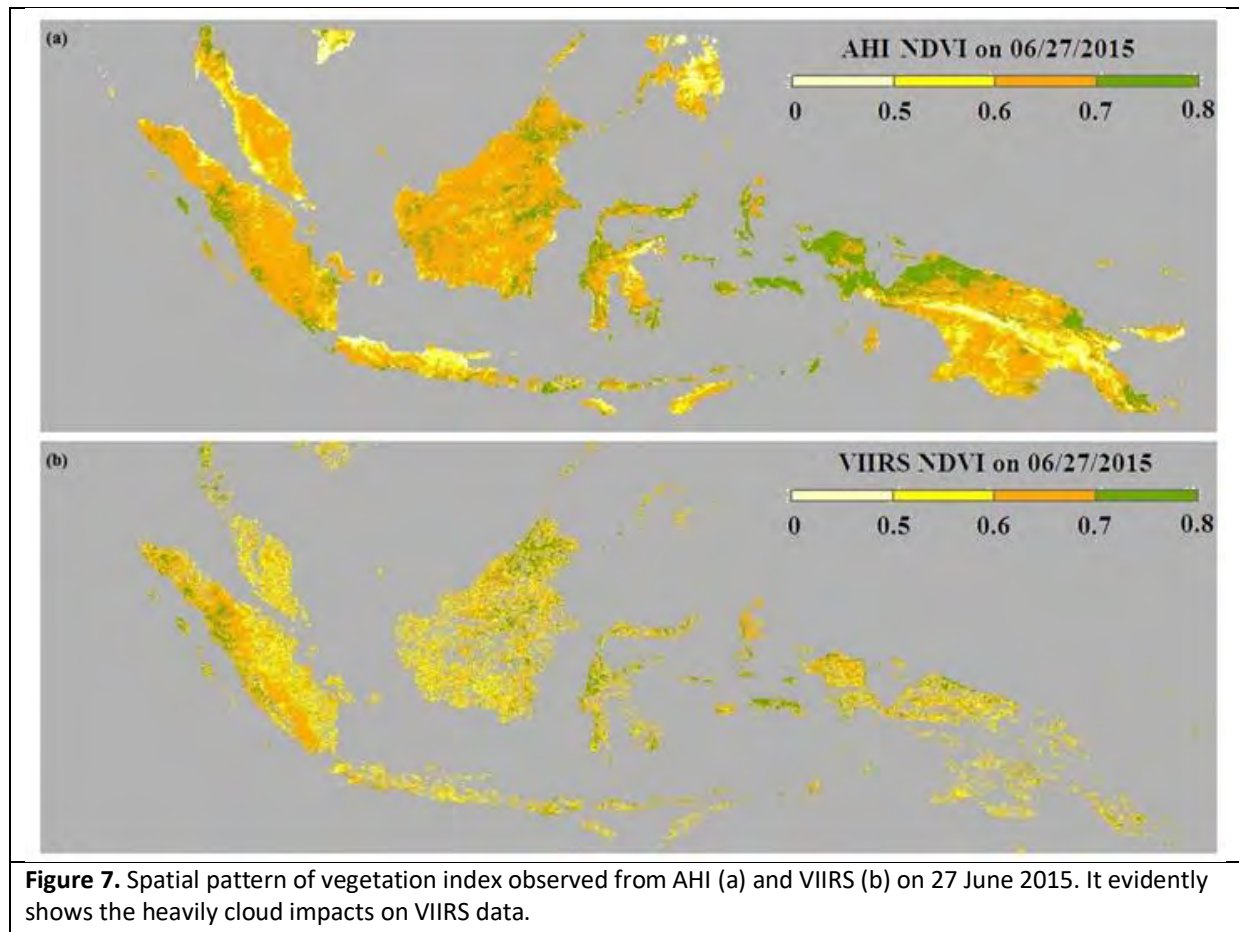 (a)
AHI NDVI on 06/27/2015
0 0.5 0.6 0.7 0.8
(b)
VIIRS NDVI on 06/27/2015
0 0.5 0.6 0.7 0.8
Figure 7. Spatial pattern of vegetation index observed from AHI (a) and VIIRS (b) on 27 June 2015. It evidently
shows the heavily cloud impacts on VIIRS data.